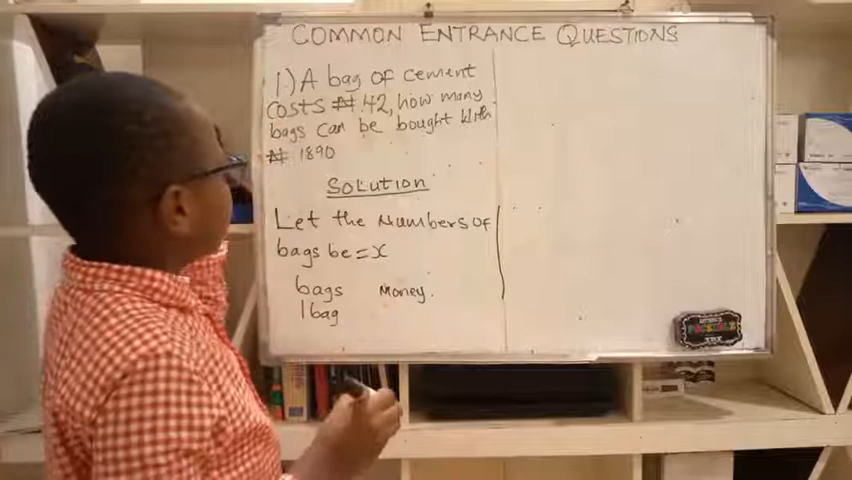 COMMON ENTRANCE QUESTIONS
1.) A bag of cement
costs ₦ 42, how many
bags can be bought with
₦ 1890
SOLUTION
Let the Numbers of
bags be = x
bags Money.
1bag